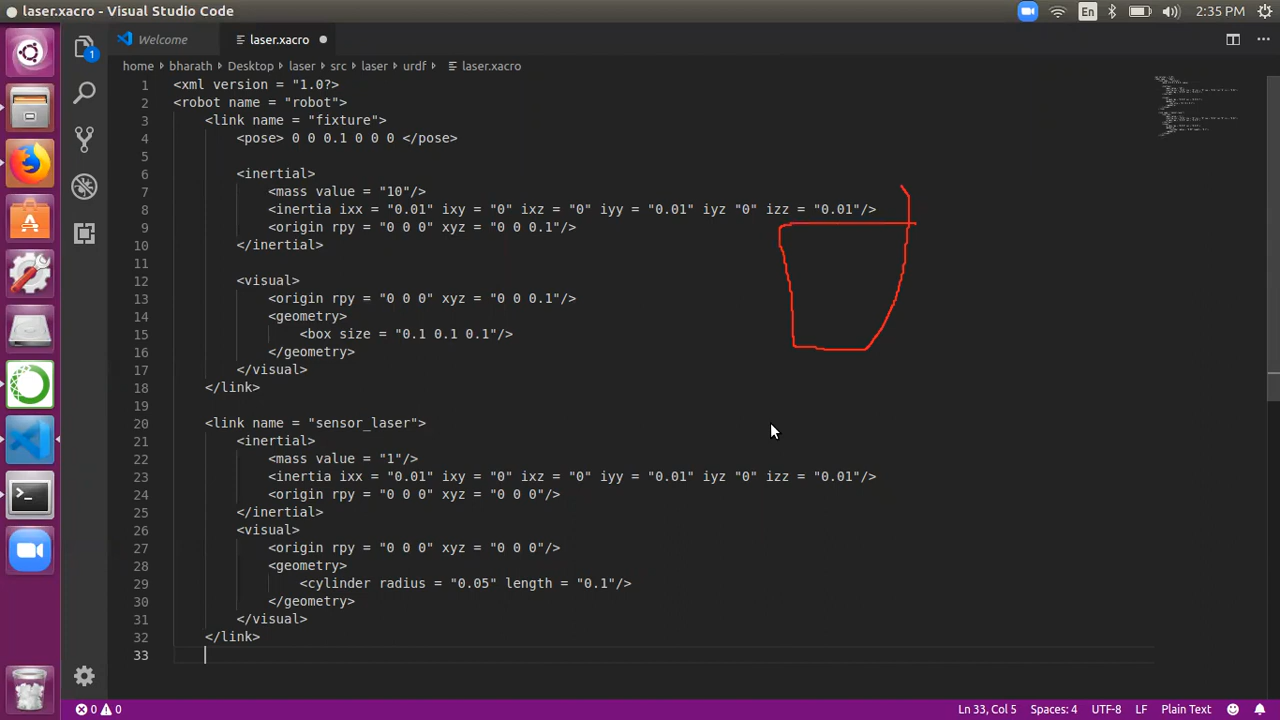 laser.xacro - Visual Studio Code
En
2:35 PM
1
Welcome
laser.xacro
home
bharath
Desktop
laser
src
laser
urdf
laser.xacro
1 <xml version = "1.0?>
2 <robot name = "robot">
3 <link name = "fixture">
4 <pose> 0 0 0.1 0 0 0 </pose>
5
6 <inertial>
7 <mass value = "10"/>
8 <inertia ixx = "0.01" ixy = "0" ixz = "0" iyy = "0.01" iyz "0" izz = "0.01"/>
9 <origin rpy = "0 0 0" xyz = "0 0 0.1"/>
10 </inertial>
11
12 <visual>
13 <origin rpy = "0 0 0" xyz = "0 0 0.1"/>
14 <geometry>
15 <box size = "0.1 0.1 0.1"/>
16 </geometry>
17 </visual>
18 </link>
19
20 <link name = "sensor_laser">
21 <inertial>
22 <mass value = "1"/>
23 <inertia ixx = "0.01" ixy = "0" ixz = "0" iyy = "0.01" iyz "0" izz = "0.01"/>
24 <origin rpy = "0 0 0" xyz = "0 0 0"/>
25 </inertial>
26 <visual>
27 <origin rpy = "0 0 0" xyz = "0 0 0"/>
28 <geometry>
29 <cylinder radius = "0.05" length = "0.1"/>
30 </geometry>
31 </visual>
32 </link>
33
0 0
Ln 33, Col 5
Spaces: 4
UTF-8
LF
Plain Text